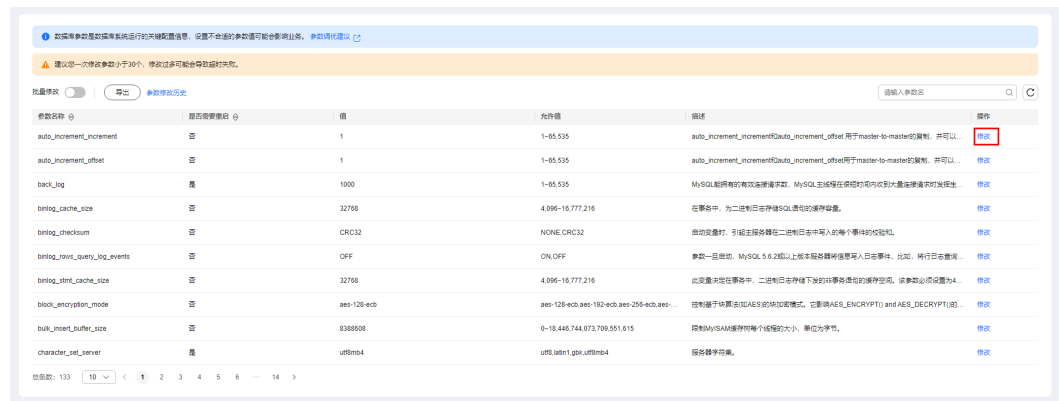 数据库参数是数据库系统运行的关键配置信息，设置不合适的参数值可能会影响业务。 参数调优建议
建议您一次修改参数小于30个，修改过多可能会导致超时失败。
批量修改 导出 参数修改历史 请输入参数名
参数名称 是否需要重启 值 允许值 描述 操作
auto_increment_increment 否 1 1–65,535 auto_increment_increment和auto_increment_offset 用于master-to-master的复制，并可以... 修改
auto_increment_offset 否 1 1–65,535 auto_increment_increment和auto_increment_offset用于master-to-master的复制，并可以... 修改
back_log 是 1000 1–65,535 MySQL能拥有的有效连接请求数，MySQL主线程在很短时间内收到大量连接请求时发挥生... 修改
binlog_cache_size 否 32768 4,096–16,777,216 在事务中，为二进制日志存储SQL语句的缓存容量。 修改
binlog_checksum 否 CRC32 NONE,CRC32 启动变量时，引起主服务器在二进制日志中写入的每个事件的校验和。 修改
binlog_rows_query_log_events 否 OFF ON,OFF 参数一旦启动，MySQL 5.6.2或以上版本服务器将信息写入日志事件，比如，将行日志查询... 修改
binlog_stmt_cache_size 否 32768 4,096–16,777,216 此变量决定在事务中，二进制日志存储下发的非事务语句的缓存空间。该参数必须设置为4... 修改
block_encryption_mode 否 aes-128-ecb aes-128-ecb,aes-192-ecb,aes-256-ecb,aes-... 控制基于块算法(如AES)的块加密模式。它影响AES_ENCRYPT() and AES_DECRYPT()的... 修改
bulk_insert_buffer_size 否 8388608 0–18,446,744,073,709,551,615 限制MyISAM缓存树每个线程的大小，单位为字节。 修改
character_set_server 是 utf8mb4 utf8,latin1,gbk,utf8mb4 服务器字符集。 修改
总条数：133 10 < 1 2 3 4 5 6 ... 14 >